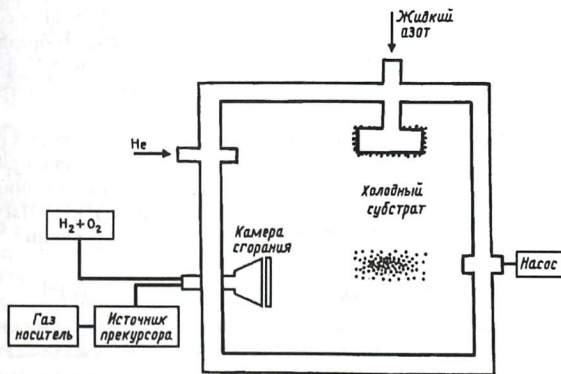 Жидкий
азот
He
Холодный
субстрат
H₂+O₂
Камера
сгорания
Насос
Газ
носитель
Источник
прекурсора